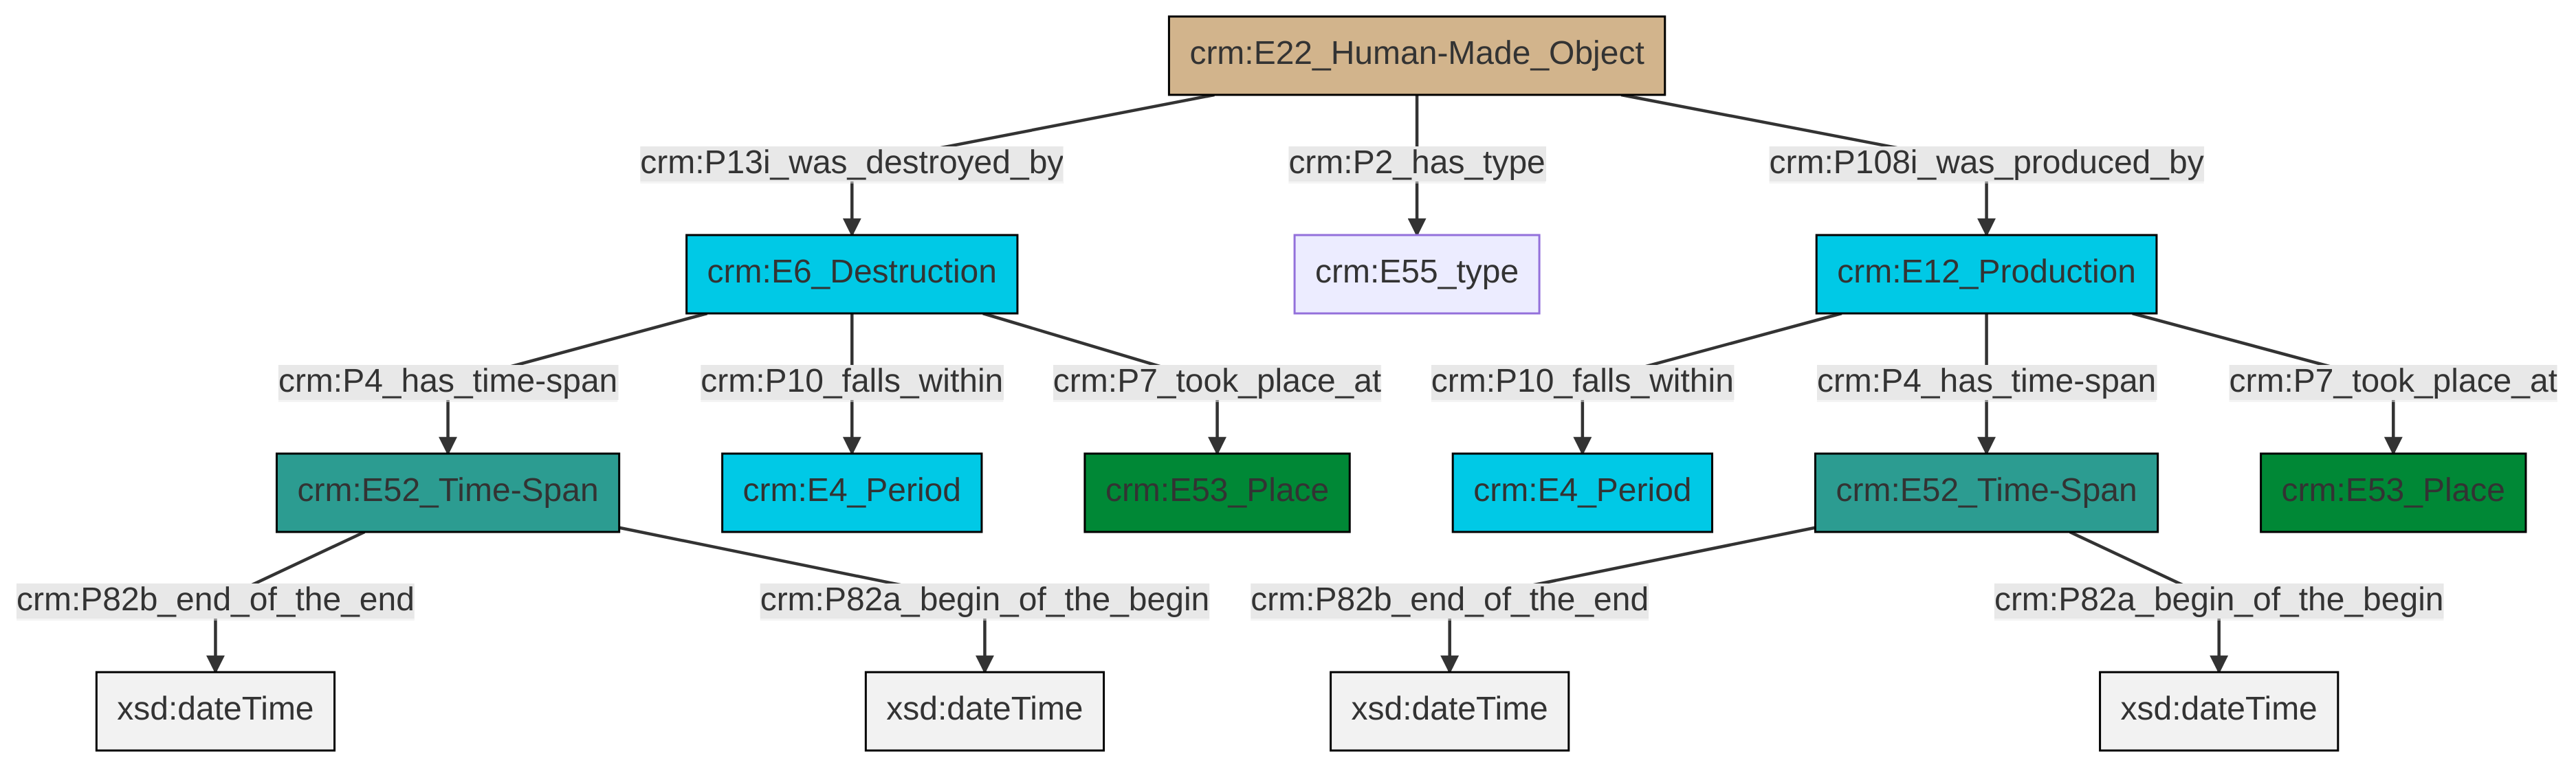 crm:E22_Human-Made_Object
crm:P13i_was_destroyed_by
crm:P2_has_type
crm:P108i_was_produced_by
crm:E6_Destruction
crm:E55_type
crm:E12_Production
crm:P4_has_time-span
crm:P10_falls_within
crm:P7_took_place_at
crm:P10_falls_within
crm:P4_has_time-span
crm:P7_took_place_at
crm:E52_Time-Span
crm:E4_Period
crm:E53_Place
crm:E4_Period
crm:E52_Time-Span
crm:E53_Place
crm:P82b_end_of_the_end
crm:P82a_begin_of_the_begin
crm:P82b_end_of_the_end
crm:P82a_begin_of_the_begin
xsd:dateTime
xsd:dateTime
xsd:dateTime
xsd:dateTime